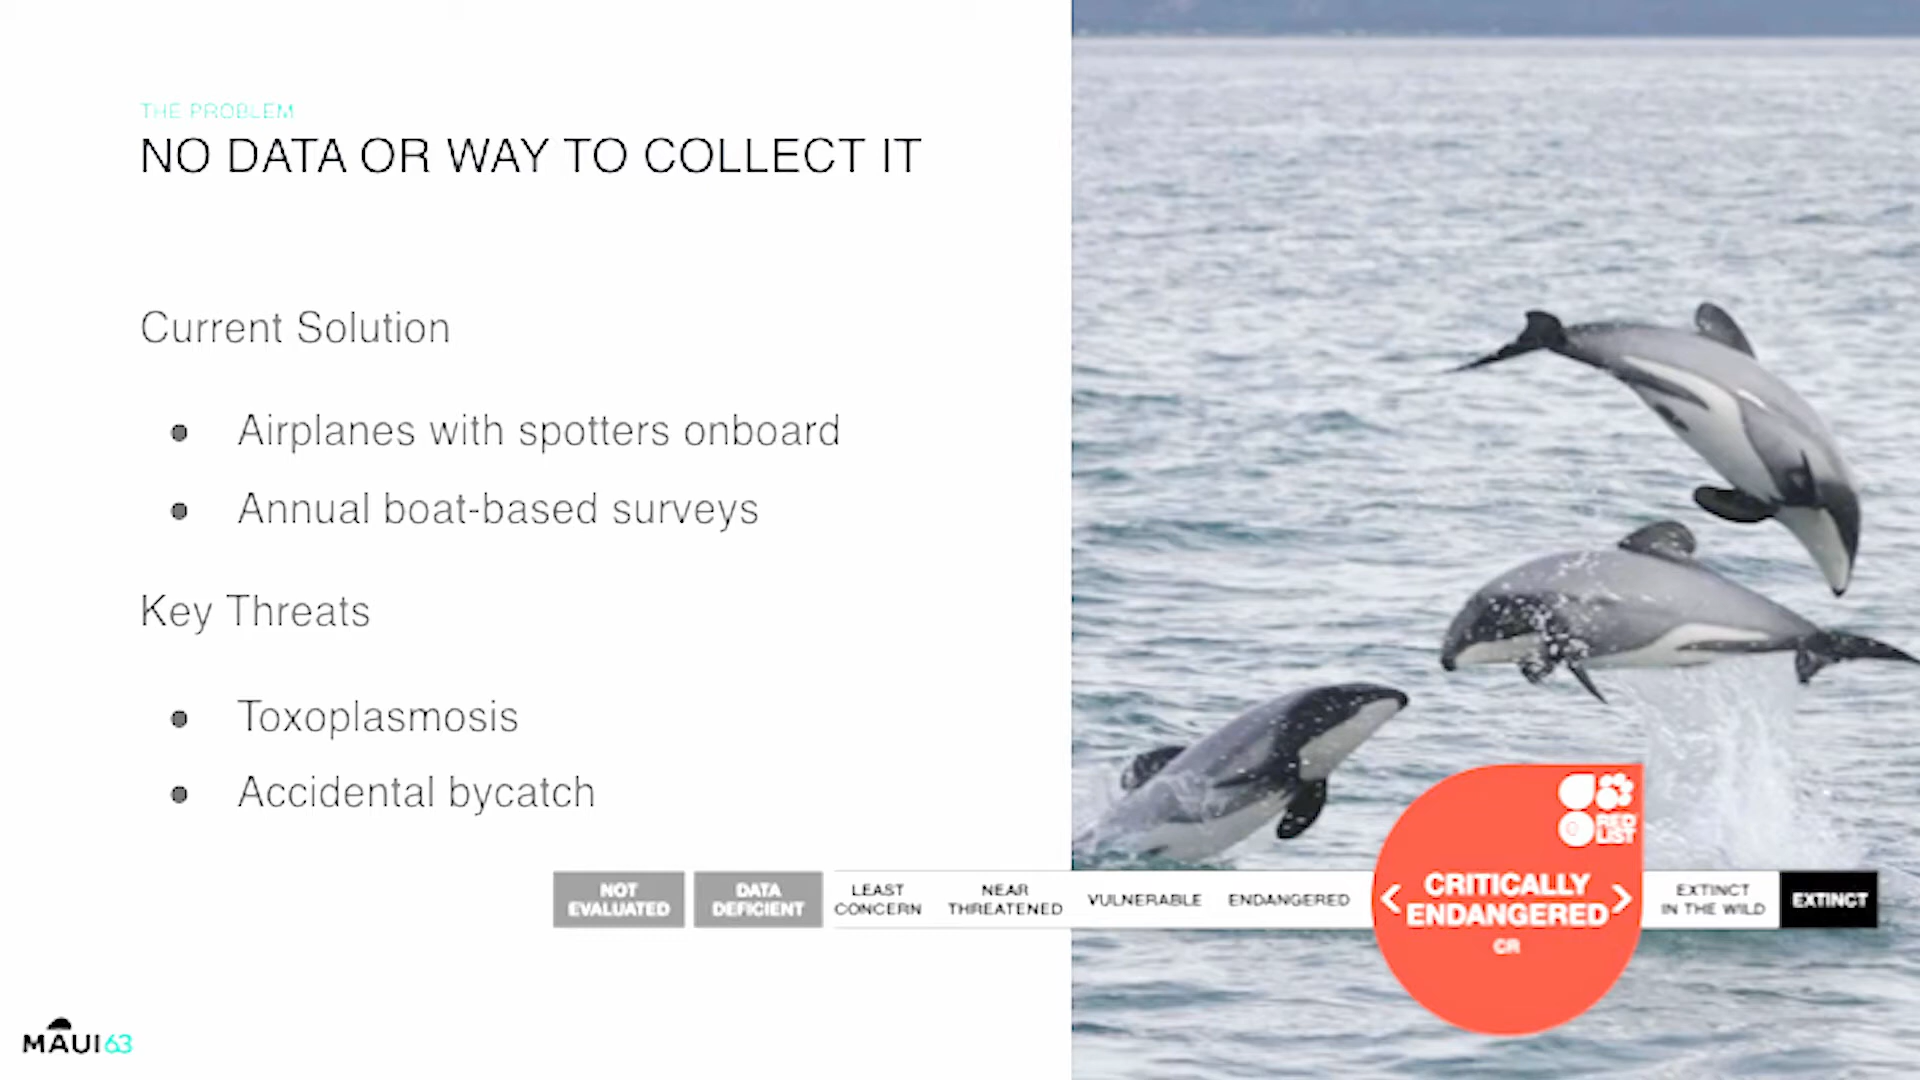 THE PROBLEM
NO DATA OR WAY TO COLLECT IT
Current Solution
Airplanes with spotters onboard
Annual boat-based surveys
Key Threats
Toxoplasmosis
Accidental bycatch
RED
LIST
NOT
EVALUATED
DATA
DEFICIENT
LEAST
CONCERN
NEAR
THREATENED
VULNERABLE
ENDANGERED
< CRITICALLY
ENDANGERED >
CR
EXTINCT
IN THE WILD
EXTINCT
MAUI63